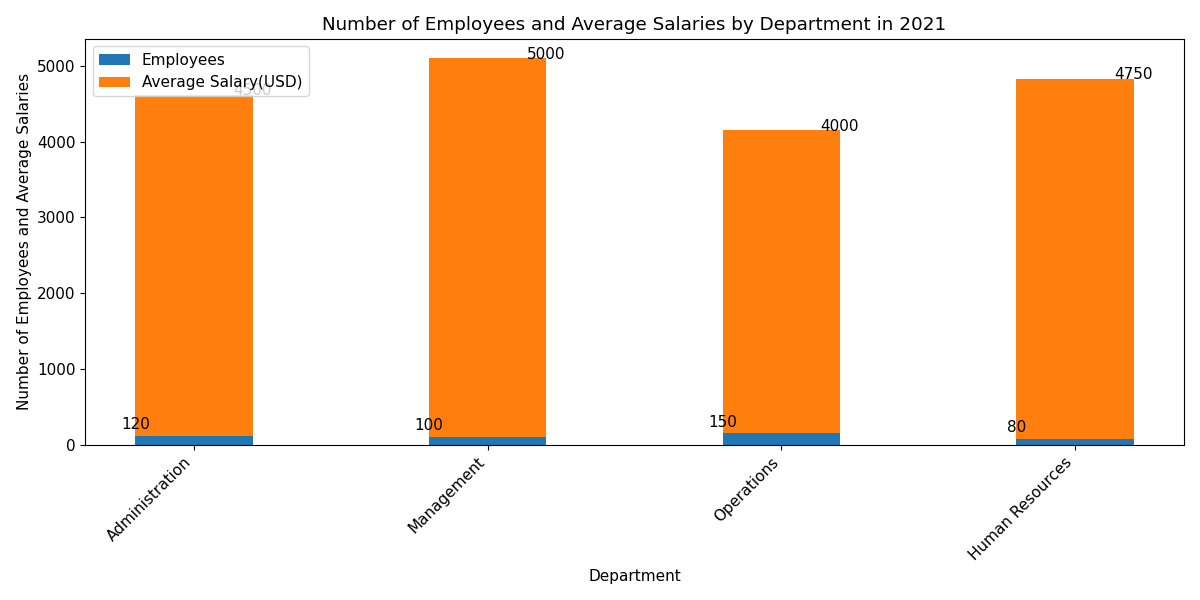 Number of Employees and Average Salaries by Department in 2021
Number of Employees and Average Salaries
5000
4000
3000
2000
1000
0
Employees
Average Salary(USD)
4500
5000
4000
4750
120
100
150
80
Administration
Management
Operations
Human Resources
Department